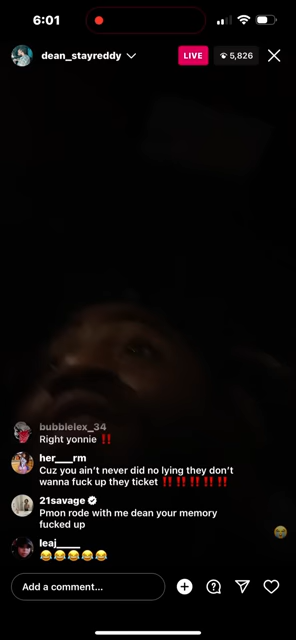 6:01
dean_stayreddy
LIVE
5,826
bubblelex_34
Right yonnie ‼️
her___rm
Cuz you ain't never did no lying they don't
wanna fuck up they ticket ‼️‼️‼️‼️‼️
21savage
Pmon rode with me dean your memory
fucked up
leaj____
😂😂😂😂😂
Add a comment...